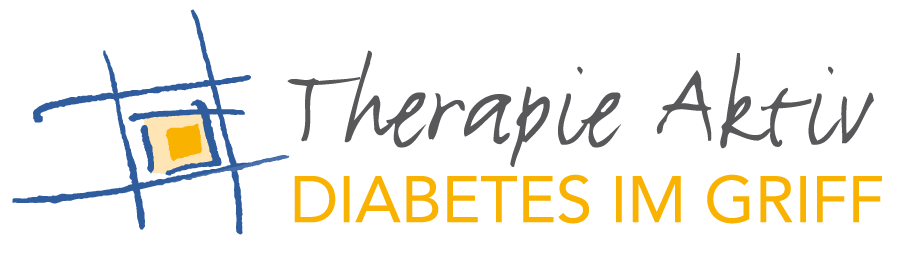 Therapie Aktiv
DIABETES IM GRIFF